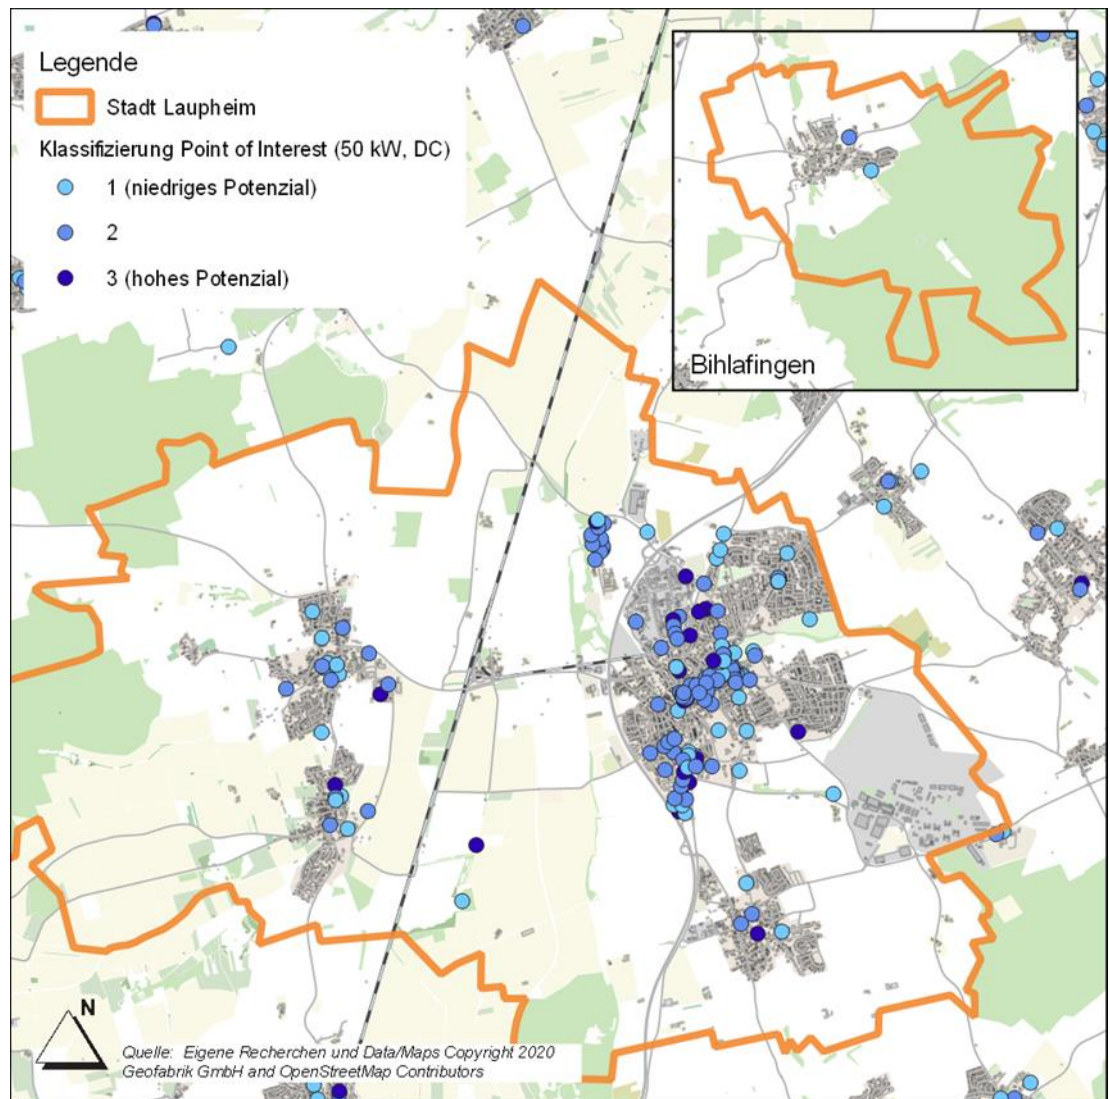 Legende
Stadt Laupheim
Klassifizierung Point of Interest (50 kW, DC)
1 (niedriges Potenzial)
2
3 (hohes Potenzial)
Bihlafingen
N
Quelle: Eigene Recherchen und Data/Maps Copyright 2020
Geofabrik GmbH and OpenStreetMap Contributors